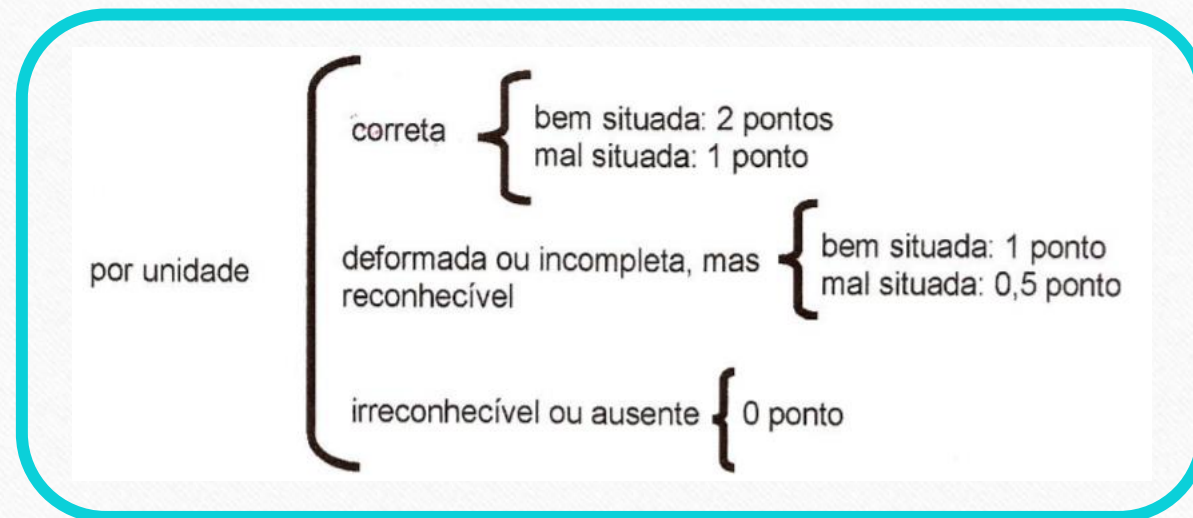 correta
bem situada: 2 pontos
mal situada: 1 ponto
por unidade
deformada ou incompleta, mas
reconhecível
bem situada: 1 ponto
mal situada: 0,5 ponto
irreconhecível ou ausente
0 ponto